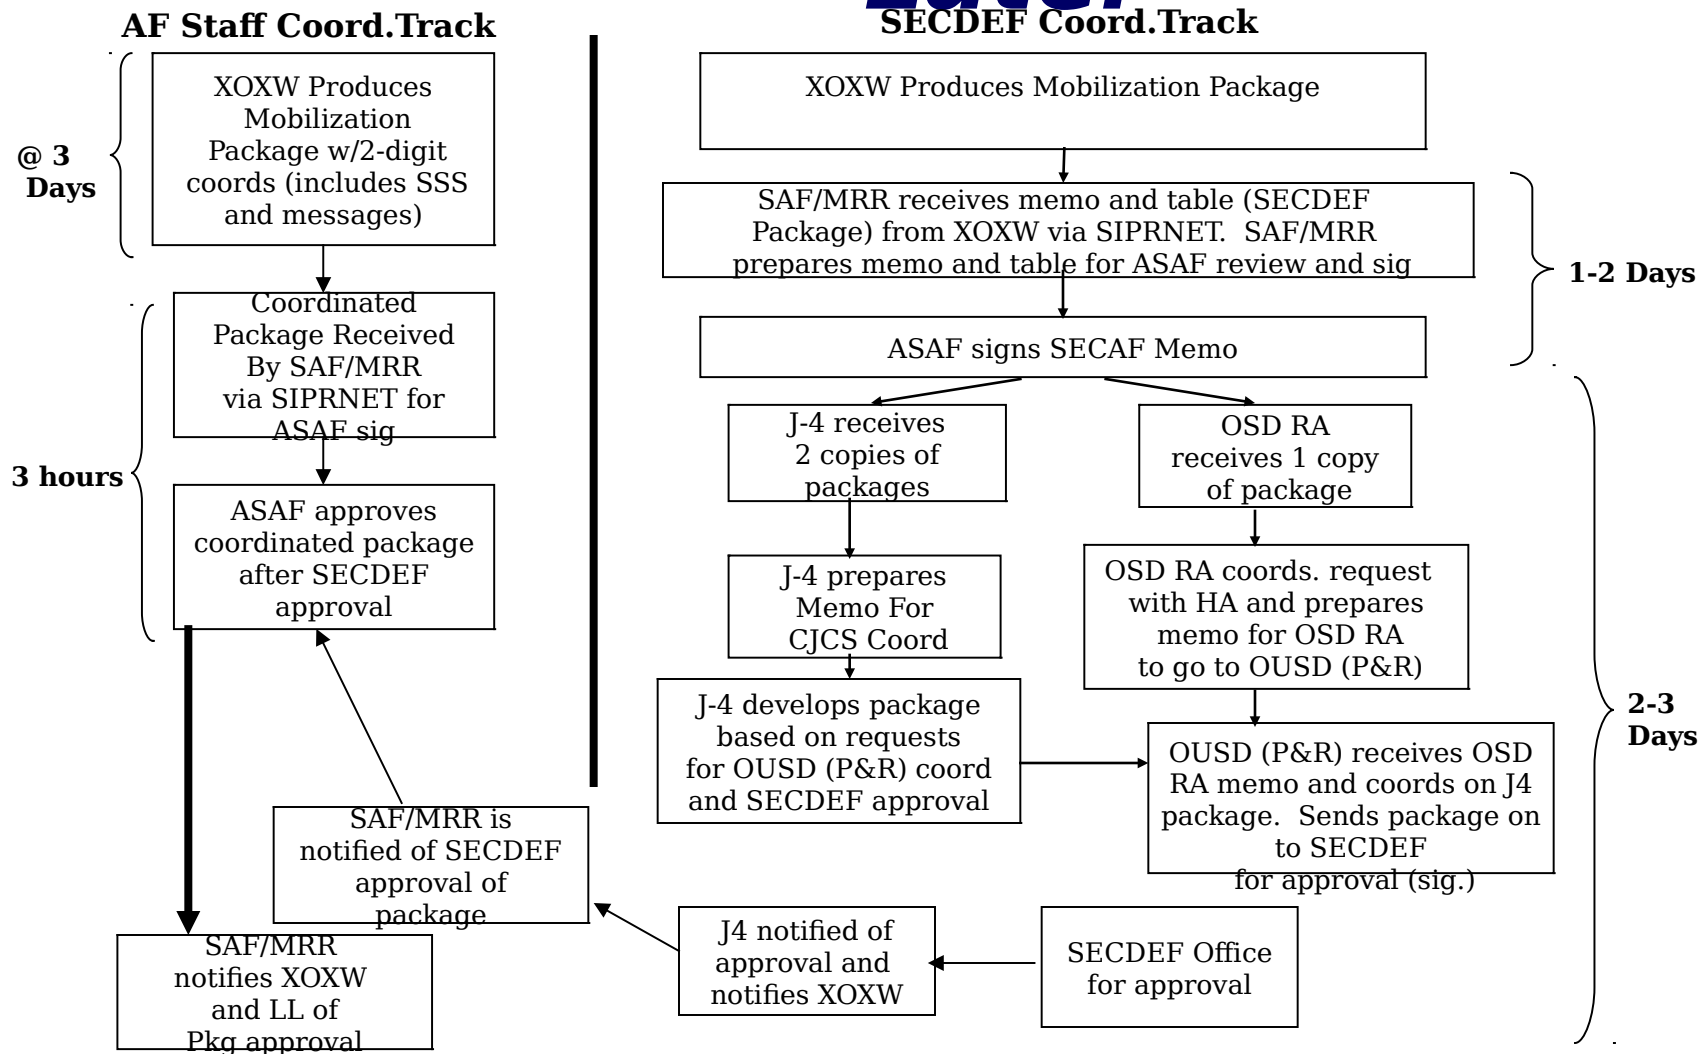 AF Staff Coord.Track
@ 3
Days
XOXW Produces
Mobilization
Package w/2-digit
coords (includes SSS
and messages)
3 hours
Coordinated
Package Received
By SAF/MRR
via SIPRNET for
ASAF sig
ASAF approves
coordinated package
after SECDEF
approval
SAF/MRR is
notified of SECDEF
approval of
package
SAF/MRR
notifies XOXW
and LL of
Pkg approval
SECDEF Coord.Track
XOXW Produces Mobilization Package
SAF/MRR receives memo and table (SECDEF
Package) from XOXW via SIPRNET. SAF/MRR
prepares memo and table for ASAF review and sig
1-2 Days
ASAF signs SECAF Memo
J-4 receives
2 copies of
packages
OSD RA
receives 1 copy
of package
J-4 prepares
Memo For
CJCS Coord
OSD RA coords. request
with HA and prepares
memo for OSD RA
to go to OUSD (P&R)
2-3
Days
J-4 develops package
based on requests
for OUSD (P&R) coord
and SECDEF approval
OUSD (P&R) receives OSD
RA memo and coords on J4
package. Sends package on
to SECDEF
for approval (sig.)
J4 notified of
approval and
notifies XOXW
SECDEF Office
for approval